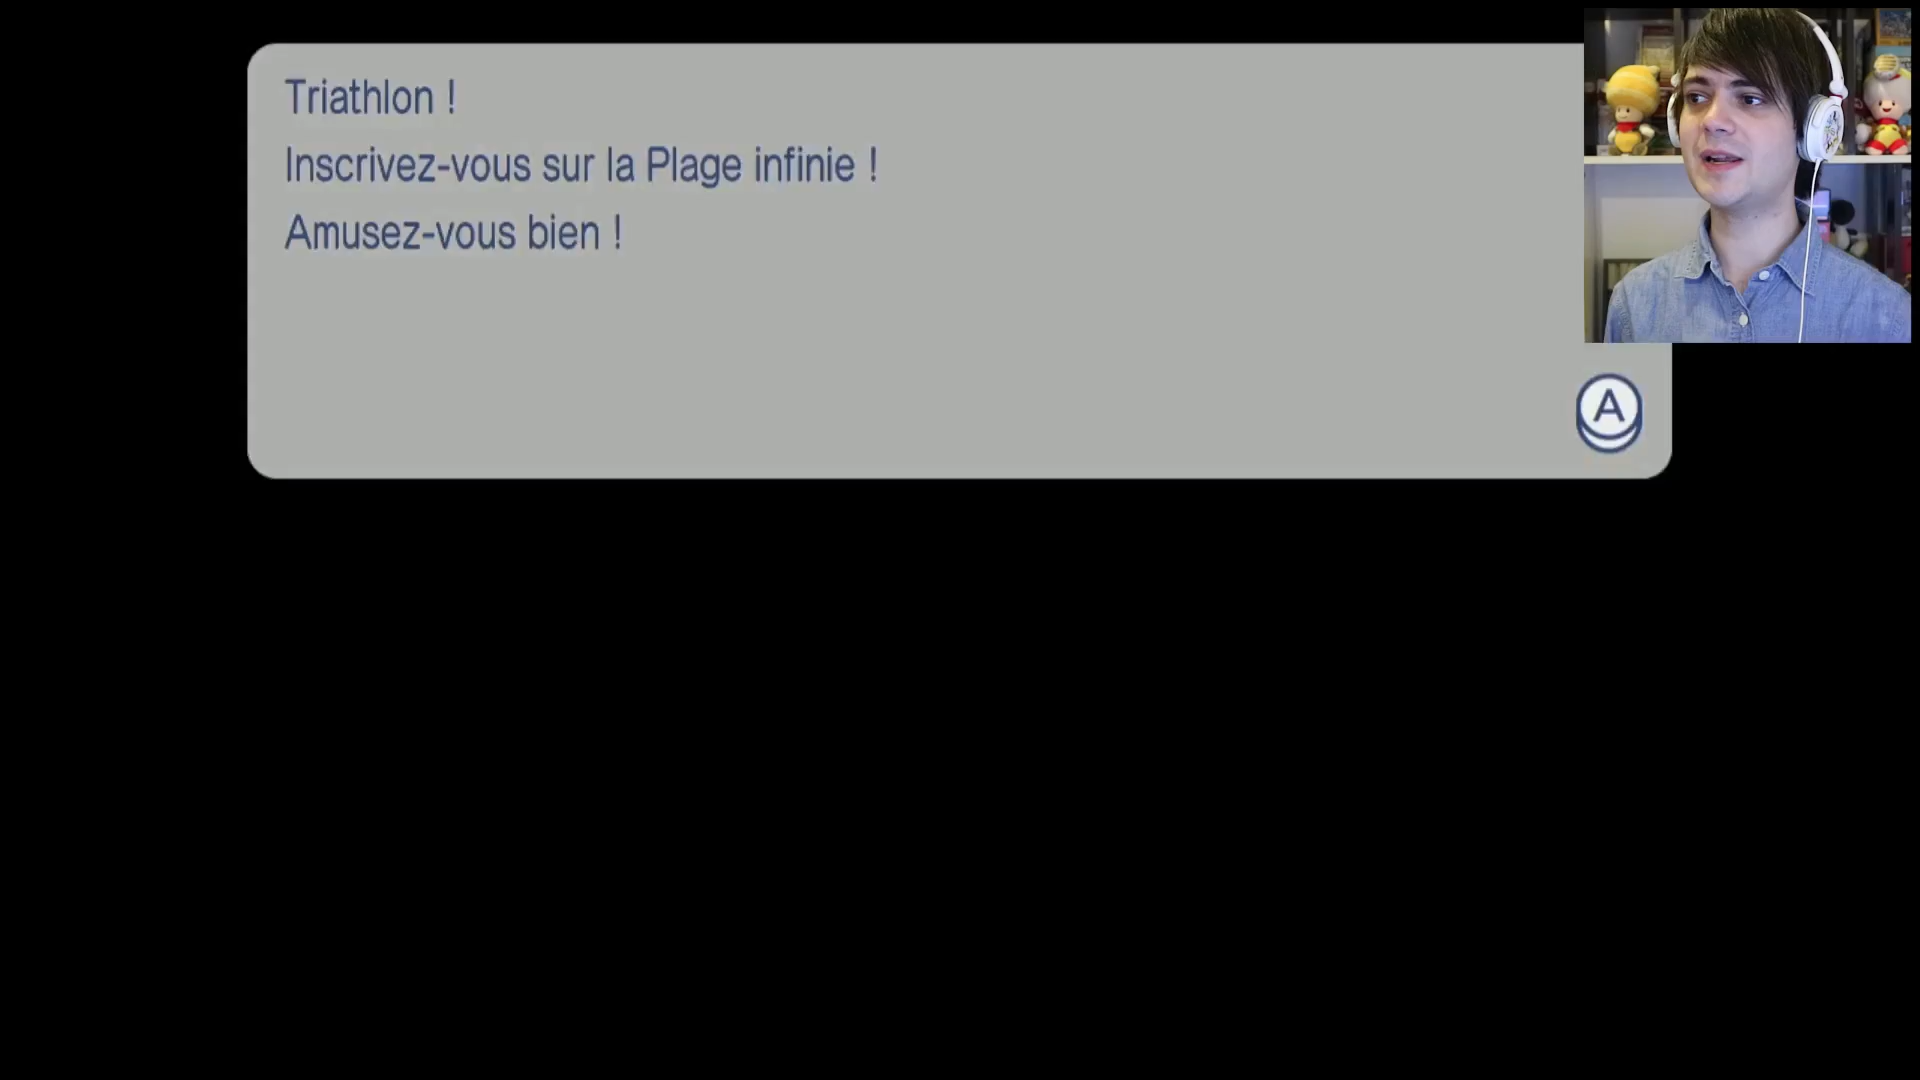 Triathlon !
Inscrivez-vous sur la Plage infinie !
Amusez-vous bien !
A